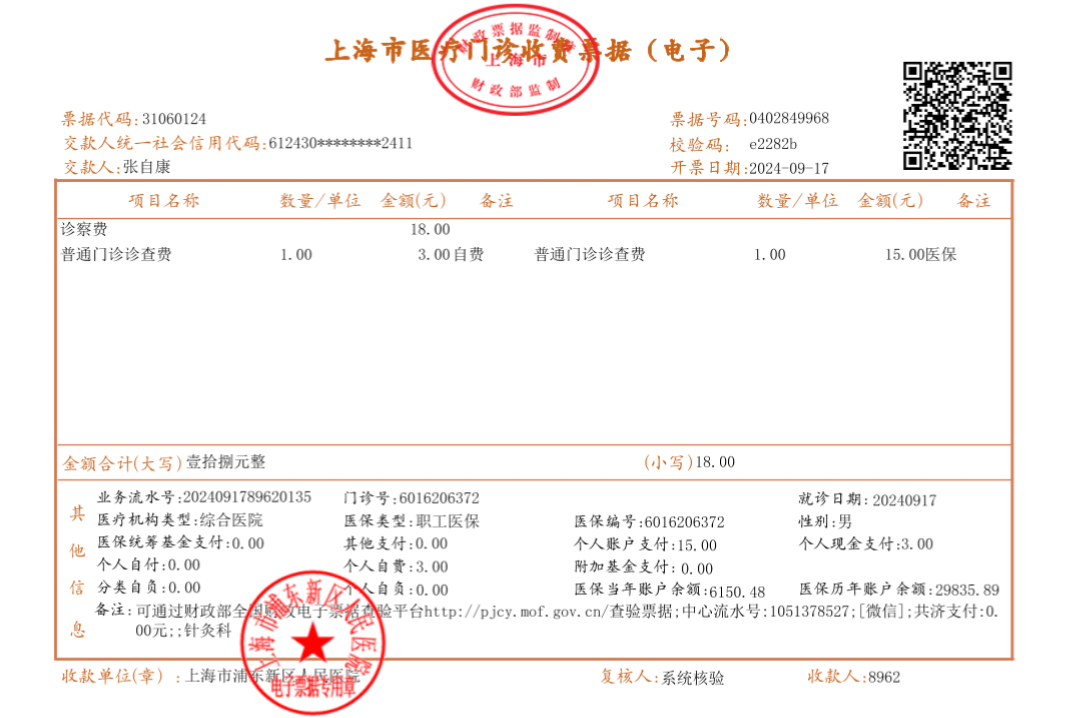 上海市医疗门诊收费票据（电子）
财政票据监制
上海市
财政部监制
票据代码:31060124 票据号码:0402849968
交款人统一社会信用代码:612430********2411 校验码: e2282b
交款人:张自康 开票日期:2024-09-17
项目名称 数量/单位 金额(元) 备注 项目名称 数量/单位 金额(元) 备注
诊察费 18.00
普通门诊诊查费 1.00 3.00自费 普通门诊诊查费 1.00 15.00医保
金额合计(大写)壹拾捌元整 (小写)18.00
其他信息
业务流水号:2024091789620135 门诊号:6016206372 就诊日期: 20240917
医疗机构类型:综合医院 医保类型:职工医保 医保编号:6016206372 性别:男
医保统筹基金支付:0.00 其他支付:0.00 个人账户支付:15.00 个人现金支付:3.00
个人自付:0.00 个人自费:3.00 附加基金支付: 0.00
分类自负:0.00 个人自负:0.00 医保当年账户余额:6150.48 医保历年账户余额:29835.89
备注: 可通过财政部全国财政电子票据查验平台http://pjcy.mof.gov.cn/查验票据;中心流水号:1051378527;[微信];共济支付:0.
00元;;针灸科
收款单位(章) :上海市浦东新区人民医院 复核人:系统核验 收款人:8962
上海市浦东新区人民医院
电子票据专用章